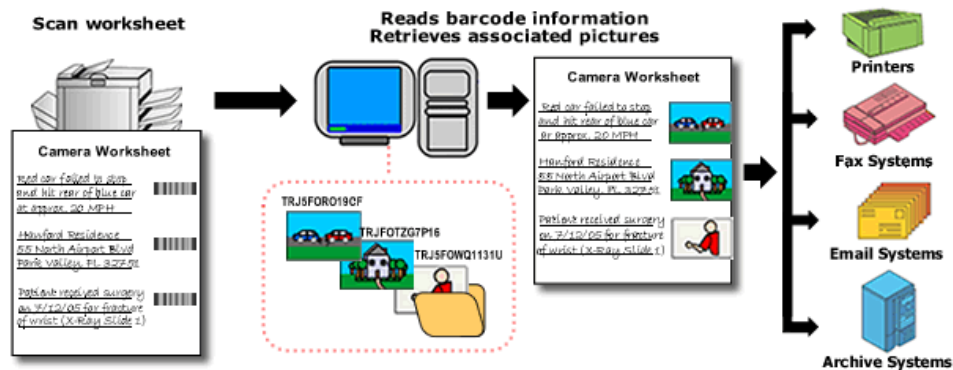 Scan worksheet
Reads barcode information
Retrieves associated pictures
Camera Worksheet
Red car failed to stop
and hit rear of blue car
at approx. 20 MPH
Hanford Residence
55 North Airport Blvd
Park Valley, FL 32751
Patient received surgery
on 7/12/05 for fracture
of wrist (X-Ray Slide 1)
TRJ5FORO19CF
TRJFOTZG7P16
TRJ5FOWQ1131U
Camera Worksheet
Red car failed to stop
and hit rear of blue car
ar approx. 20 MPH
Hanford Residence
55 North Airport Blvd
Park Valley, FL 32751
Patient received surgery
on 7/12/05 for fracture
of wrist (X-Ray Slide 1)
Printers
Fax Systems
Email Systems
Archive Systems